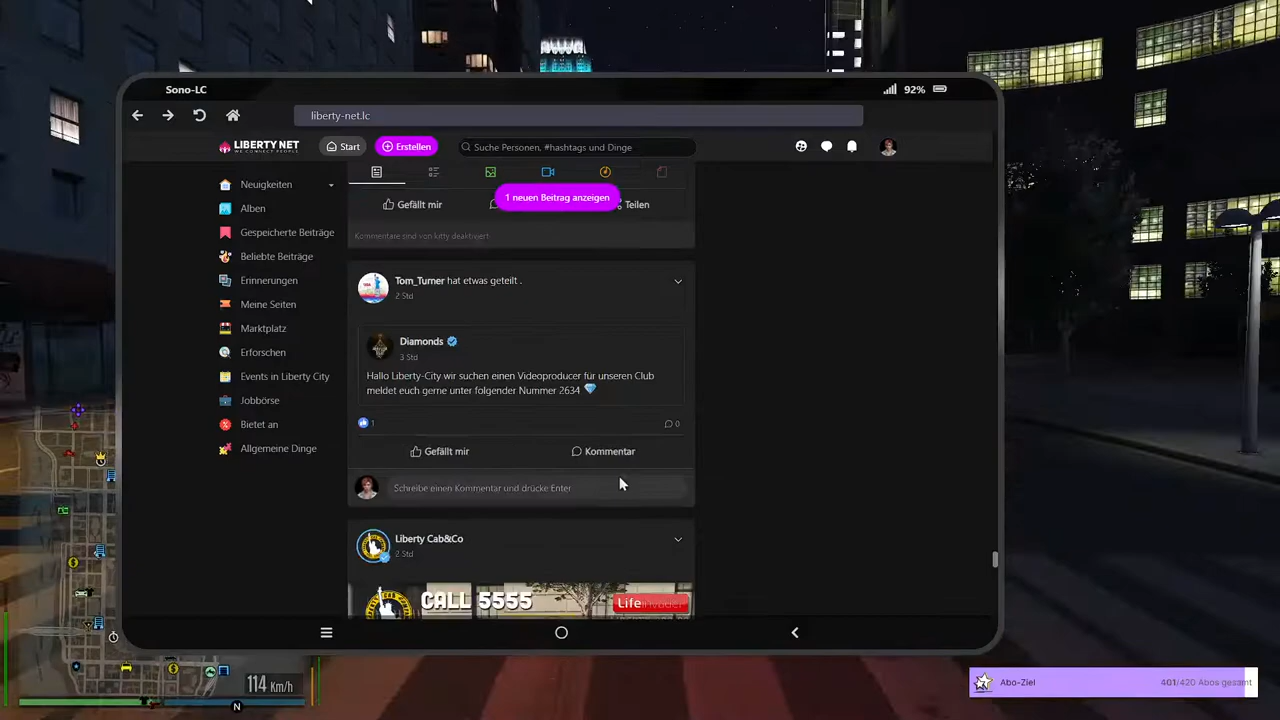 Sono-LC
92%
liberty-net.lc
LIBERTY NET
WE CONNECT PEOPLE
Start
Erstellen
Suche Personen, #hashtags und Dinge
Neuigkeiten
Alben
Gespeicherte Beiträge
Beliebte Beiträge
Erinnerungen
Meine Seiten
Marktplatz
Erforschen
Events in Liberty City
Jobbörse
Bietet an
Allgemeine Dinge
1 neuen Beitrag anzeigen
Gefällt mir
Teilen
Kommentare sind von kitty deaktiviert
Tom_Turner hat etwas geteilt .
2 Std
Diamonds
3 Std
Hallo Liberty-City wir suchen einen Videoproducer für unseren Club
meldet euch gerne unter folgender Nummer 2634
1
0
Gefällt mir
Kommentar
Schreibe einen Kommentar und drücke Enter
Liberty Cab&Co
2 Std
CALL 5555
Lifeinvader
114 Km/h
N
Abo-Ziel
401/420 Abos gesamt